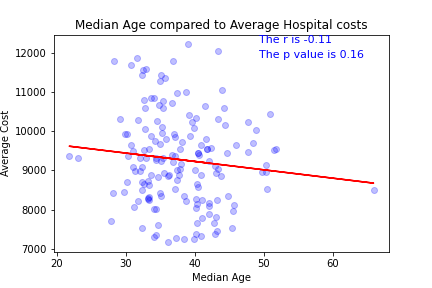 Median Age compared to Average Hospital costs
The r is -0.11
The p value is 0.16
12000
11000
10000
9000
8000
7000
Average Cost
20
30
40
50
60
Median Age